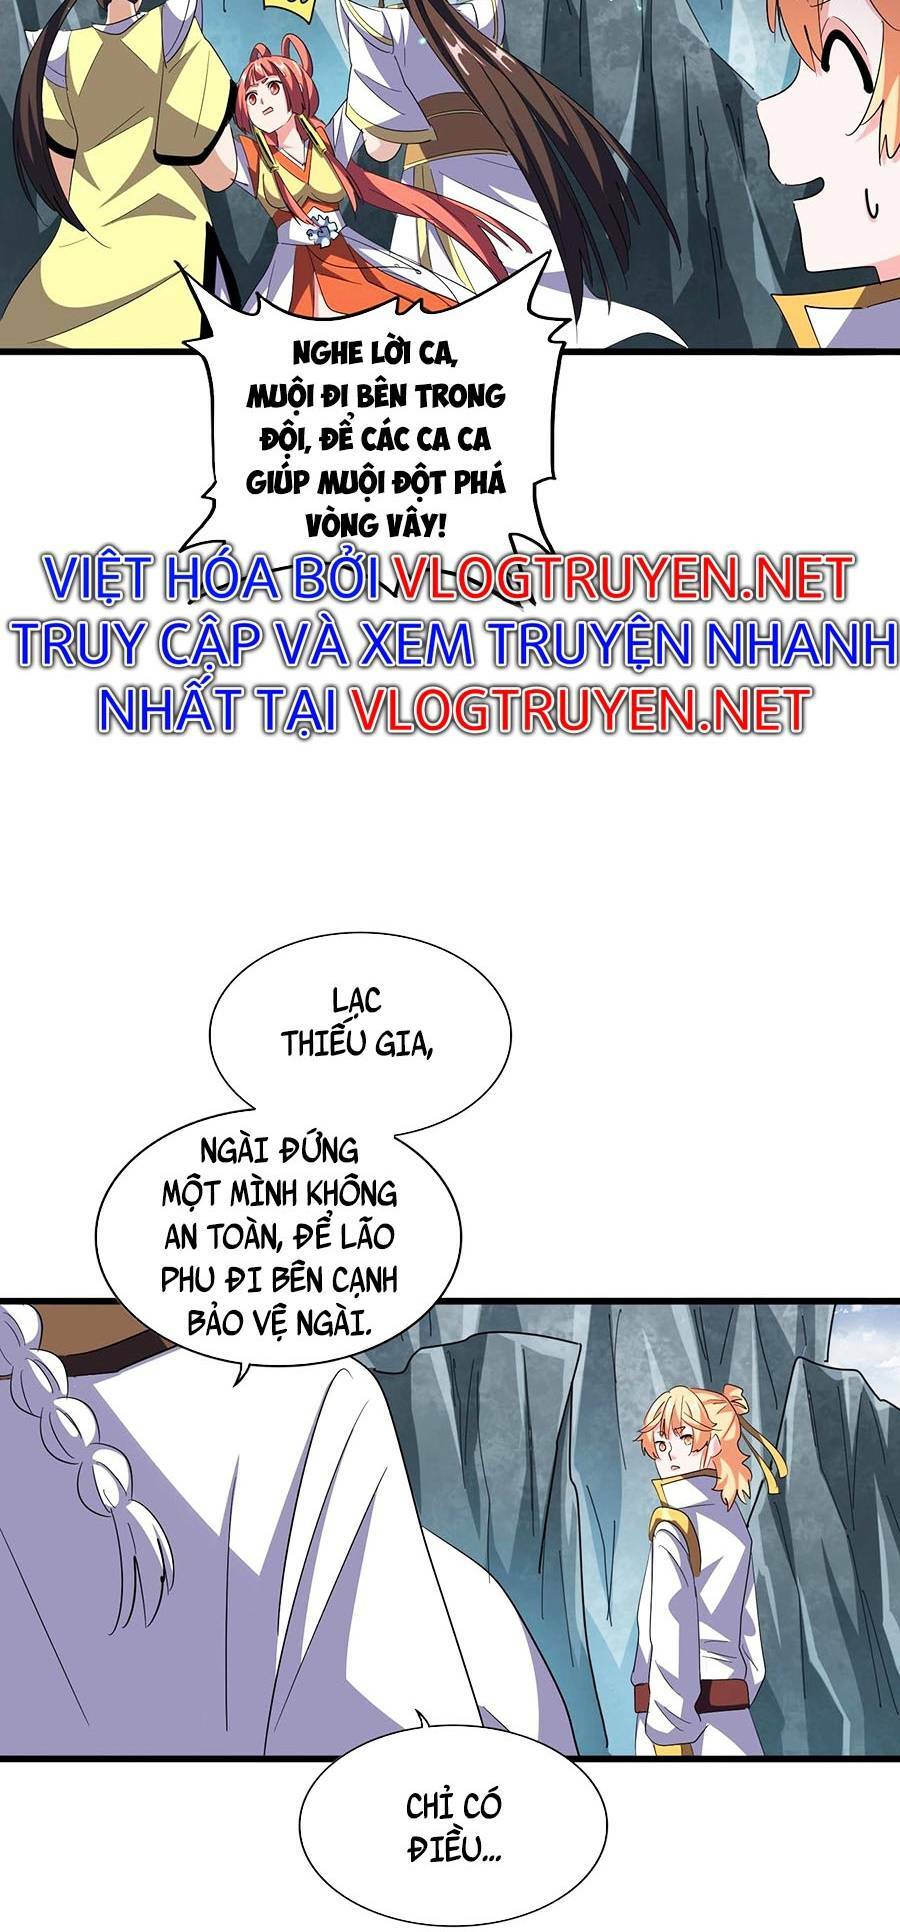 NGHE LỜI CA,
MUỘI ĐI BÊN TRONG
ĐỘI, ĐỂ CÁC CA CA
GIÚP MUỘI ĐỘT PHÁ
VÒNG VÂY!
VIỆT HÓA BỞI VLOGTRUYEN.NET
TRUY CẬP VÀ XEM TRUYỆN NHANH
NHẤT TẠI VLOGTRUYEN.NET
LẠC
THIẾU GIA,
NGÀI ĐỨNG
MỘT MÌNH KHÔNG
AN TOÀN, ĐỂ LÃO
PHU ĐI BÊN CẠNH
BẢO VỆ NGÀI.
CHỈ CÓ
ĐIỀU...